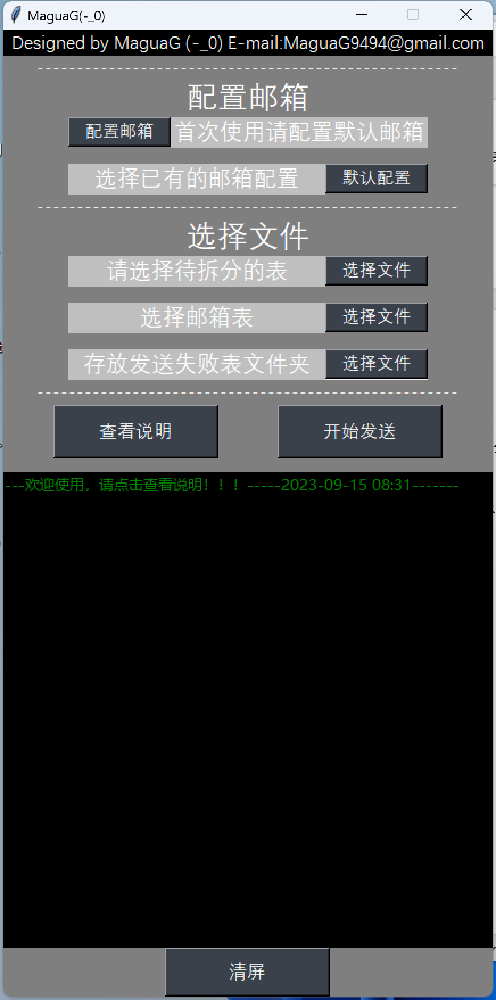 MaguaG(-_0)
Designed by MaguaG (-_0) E-mail:MaguaG9494@gmail.com
-----------------------------------------------------
配置邮箱
配置邮箱 首次使用请配置默认邮箱
选择已有的邮箱配置 默认配置
-----------------------------------------------------
选择文件
请选择待拆分的表 选择文件
选择邮箱表 选择文件
存放发送失败表文件夹 选择文件
-----------------------------------------------------
查看说明 开始发送
---欢迎使用，请点击查看说明！！！-----2023-09-15 08:31-------
清屏